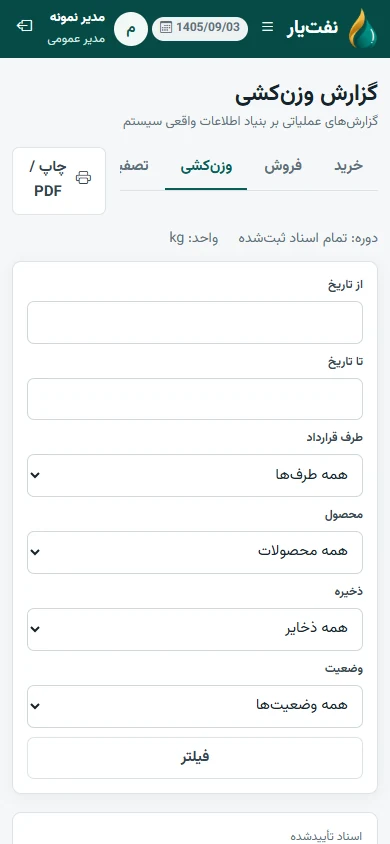 نفت‌یار
1405/09/03
م
مدیر نمونه
مدیر عمومی
گزارش وزن‌کشی
گزارش‌های عملیاتی بر بنیاد اطلاعات واقعی سیستم
خرید
فروش
وزن‌کشی
تصفی
چاپ /
PDF
دوره: تمام اسناد ثبت‌شده
واحد: kg
از تاریخ
تا تاریخ
طرف قرارداد
همه طرف‌ها
محصول
همه محصولات
ذخیره
همه ذخایر
وضعیت
همه وضعیت‌ها
فیلتر
اسناد تأییدشده